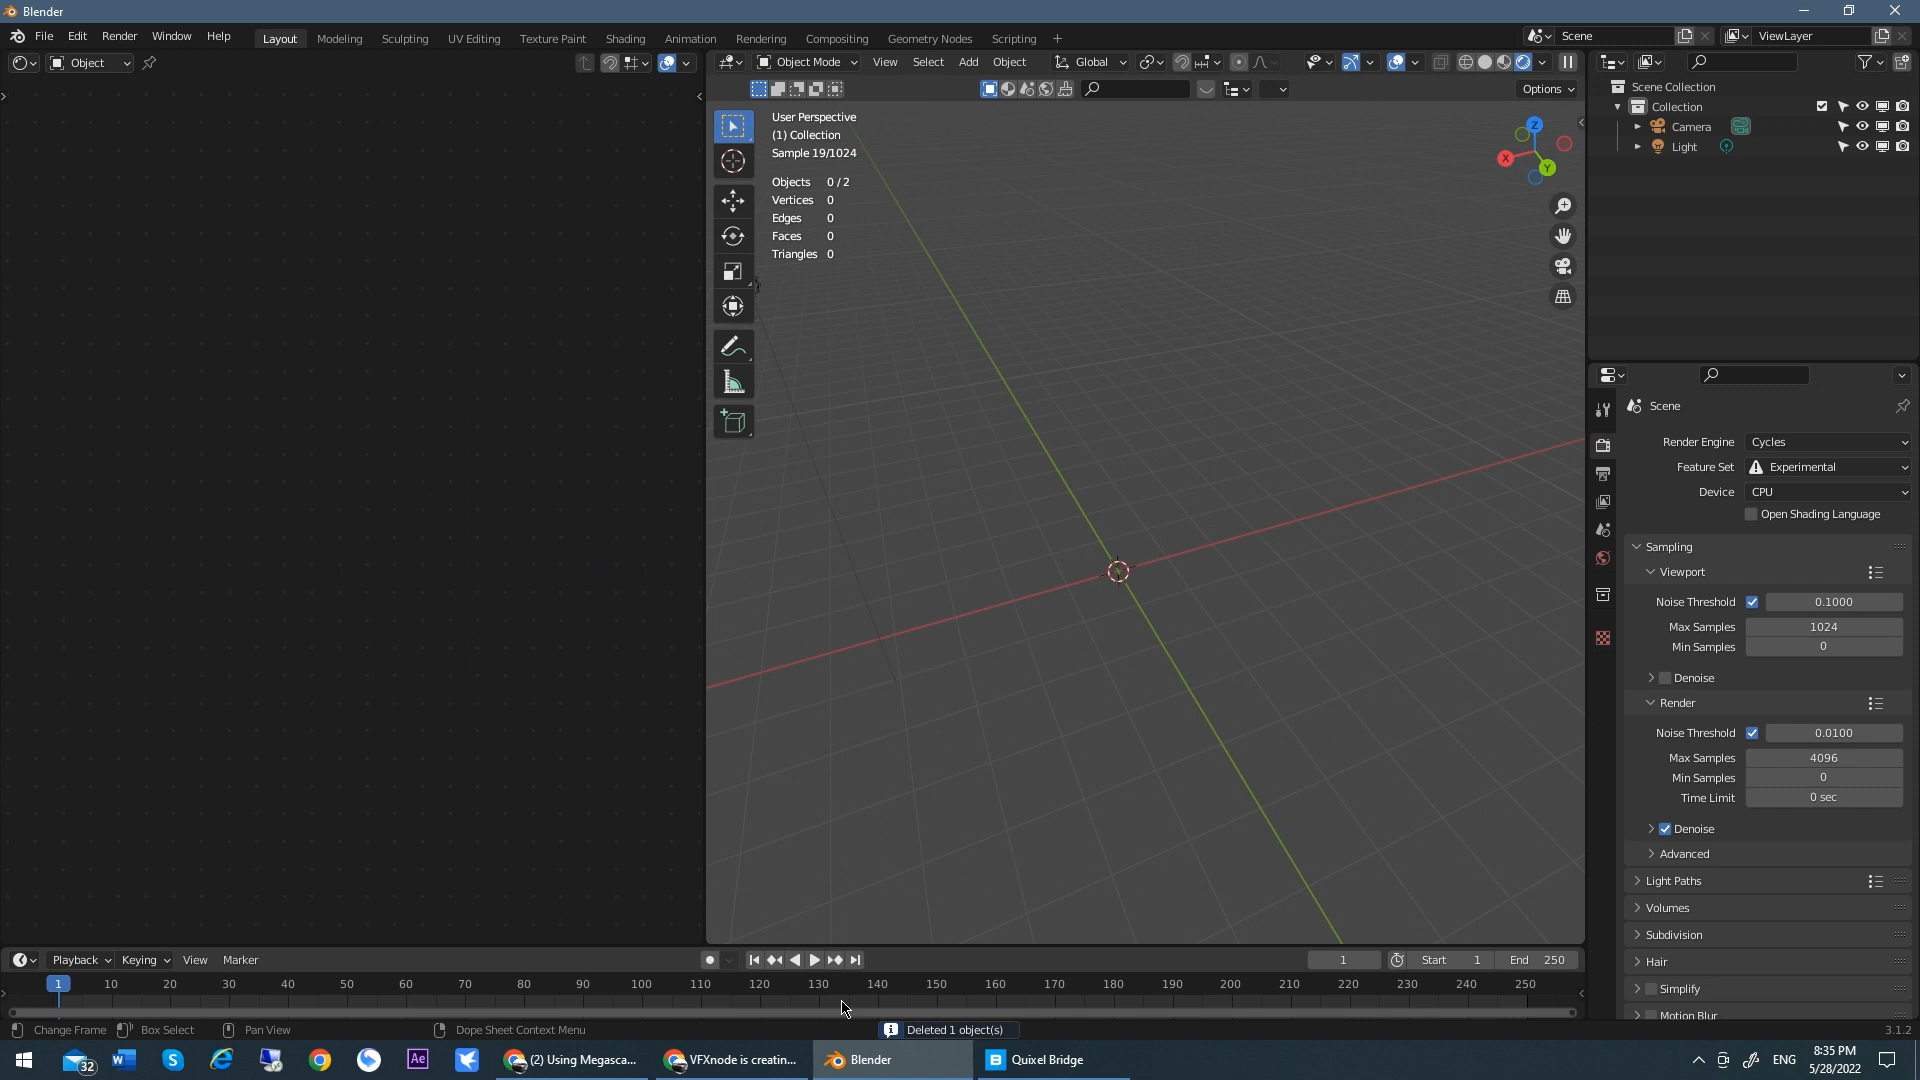 Blender
File Edit Render Window Help Layout Modeling Sculpting UV Editing Texture Paint Shading Animation Rendering Compositing Geometry Nodes Scripting + Scene ViewLayer
Object
Object Mode View Select Add Object Global
Options
User Perspective
(1) Collection
Sample 19/1024
Objects 0 / 2
Vertices 0
Edges 0
Faces 0
Triangles 0
Z
X
Y
Scene Collection
Collection
Camera
Light
Scene
Render Engine Cycles
Feature Set Experimental
Device CPU
Open Shading Language
Sampling
Viewport
Noise Threshold 0.1000
Max Samples 1024
Min Samples 0
Denoise
Render
Noise Threshold 0.0100
Max Samples 4096
Min Samples 0
Time Limit 0 sec
Denoise
Advanced
Light Paths
Volumes
Subdivision
Hair
Simplify
Motion Blur
Playback Keying View Marker 1 Start 1 End 250
1 10 20 30 40 50 60 70 80 90 100 110 120 130 140 150 160 170 180 190 200 210 220 230 240 250
Change Frame Box Select Pan View Dope Sheet Context Menu Deleted 1 object(s) 3.1.2
32 (2) Using Megasca... VFXnode is creatin... Blender Quixel Bridge ENG 8:35 PM
5/28/2022